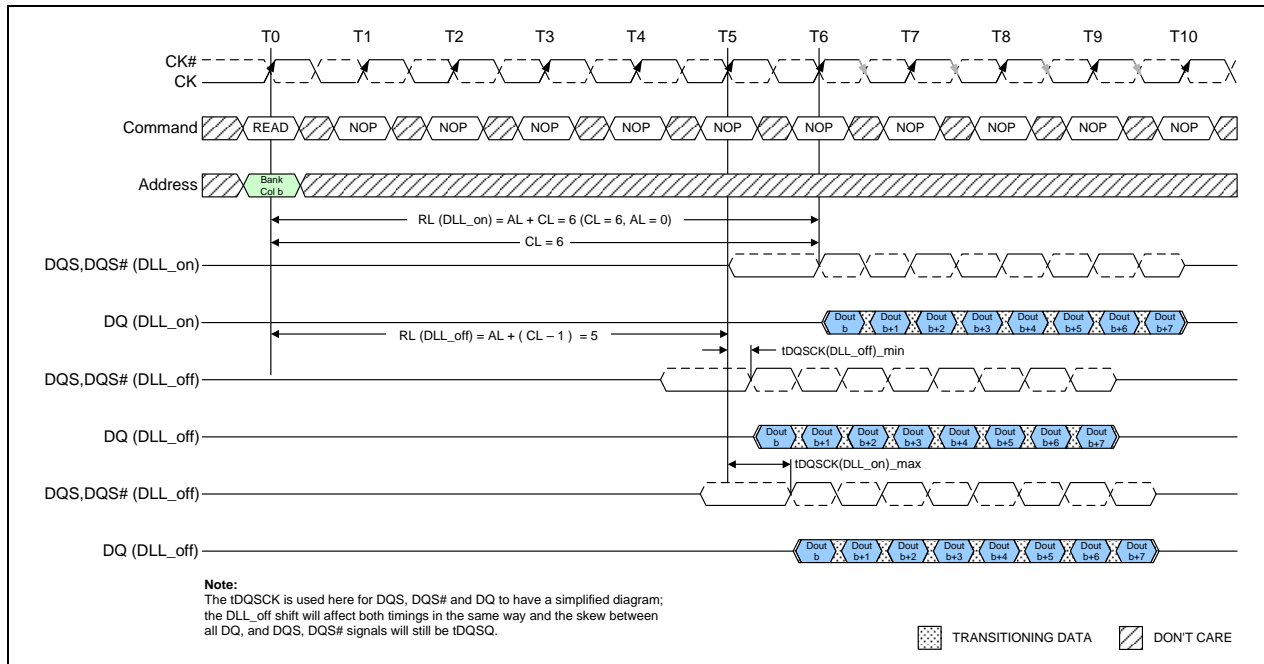 T0 T1 T2 T3 T4 T5 T6 T7 T8 T9 T10
CK#
CK
Command READ NOP NOP NOP NOP NOP NOP NOP NOP NOP NOP
Address Bank
Col b
RL (DLL_on) = AL + CL = 6 (CL = 6, AL = 0)
CL = 6
DQS,DQS# (DLL_on)
DQ (DLL_on) Dout b Dout b+1 Dout b+2 Dout b+3 Dout b+4 Dout b+5 Dout b+6 Dout b+7
RL (DLL_off) = AL + ( CL – 1 ) = 5
tDQSCK(DLL_off)_min
DQS,DQS# (DLL_off)
DQ (DLL_off) Dout b Dout b+1 Dout b+2 Dout b+3 Dout b+4 Dout b+5 Dout b+6 Dout b+7
tDQSCK(DLL_on)_max
DQS,DQS# (DLL_off)
DQ (DLL_off) Dout b Dout b+1 Dout b+2 Dout b+3 Dout b+4 Dout b+5 Dout b+6 Dout b+7
Note:
The tDQSCK is used here for DQS, DQS# and DQ to have a simplified diagram;
the DLL_off shift will affect both timings in the same way and the skew between
all DQ, and DQS, DQS# signals will still be tDQSQ.
TRANSITIONING DATA DON'T CARE